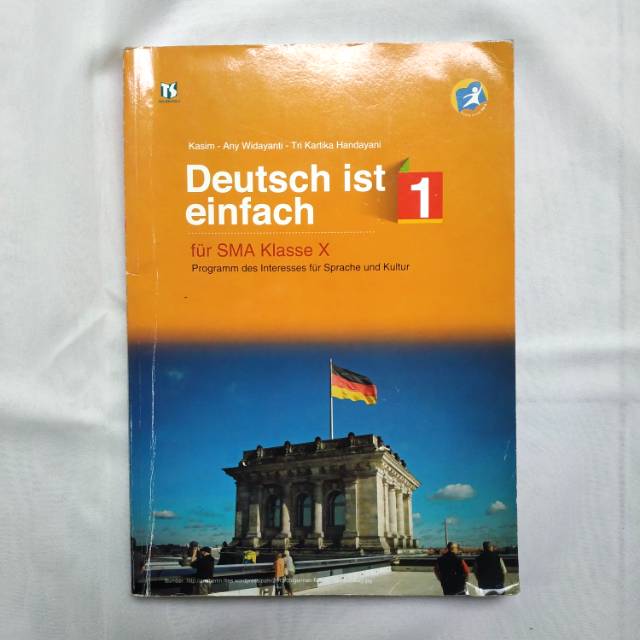 TS
Kasim - Any Widayanti - Tri Kartika Handayani
Deutsch ist
einfach
1
für SMA Klasse X
Programm des Interesses für Sprache und Kultur